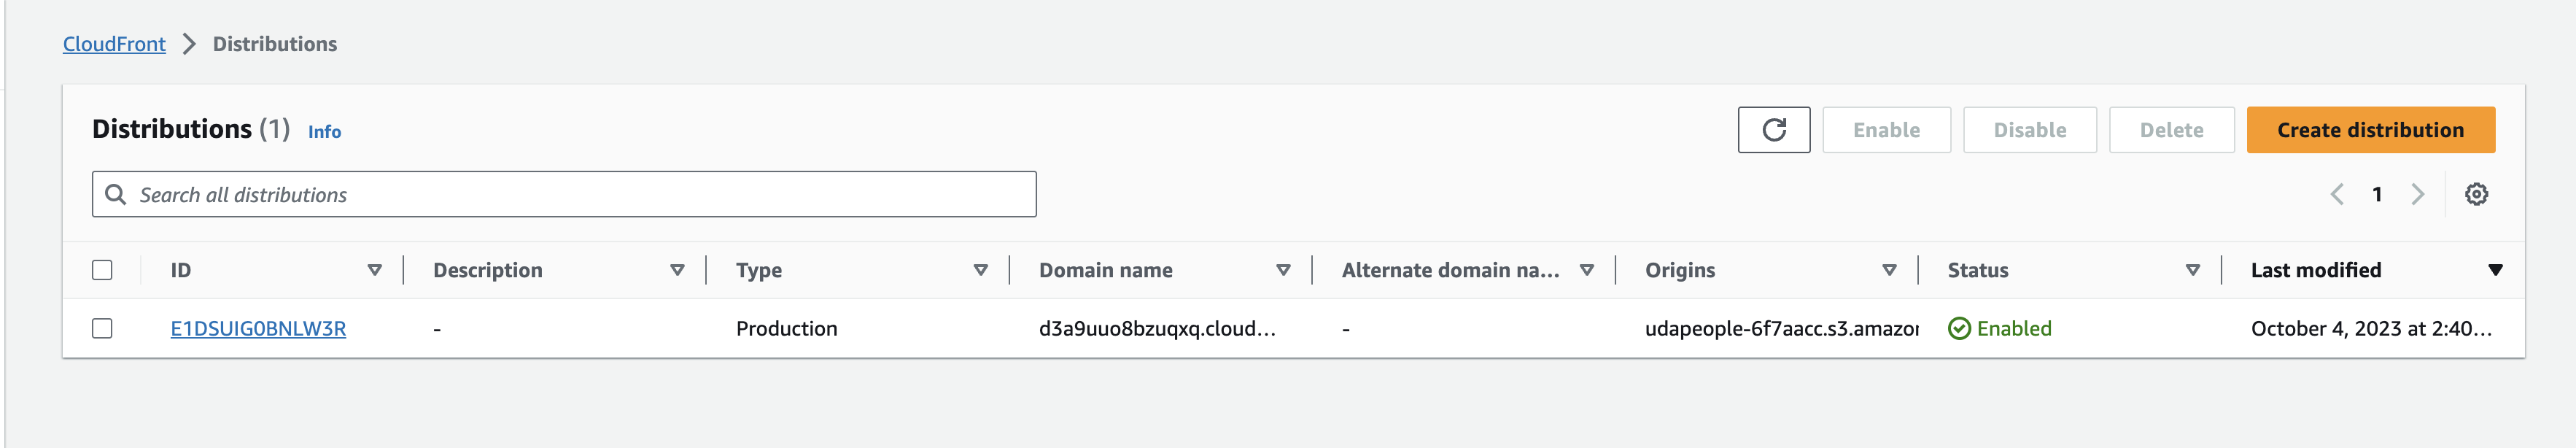 CloudFront > Distributions
Distributions (1) Info
Enable Disable Delete Create distribution
Search all distributions
1
ID Description Type Domain name Alternate domain na... Origins Status Last modified
E1DSUIG0BNLW3R - Production d3a9uuo8bzuqxq.cloud... - udapeople-6f7aacc.s3.amazon Enabled October 4, 2023 at 2:40...